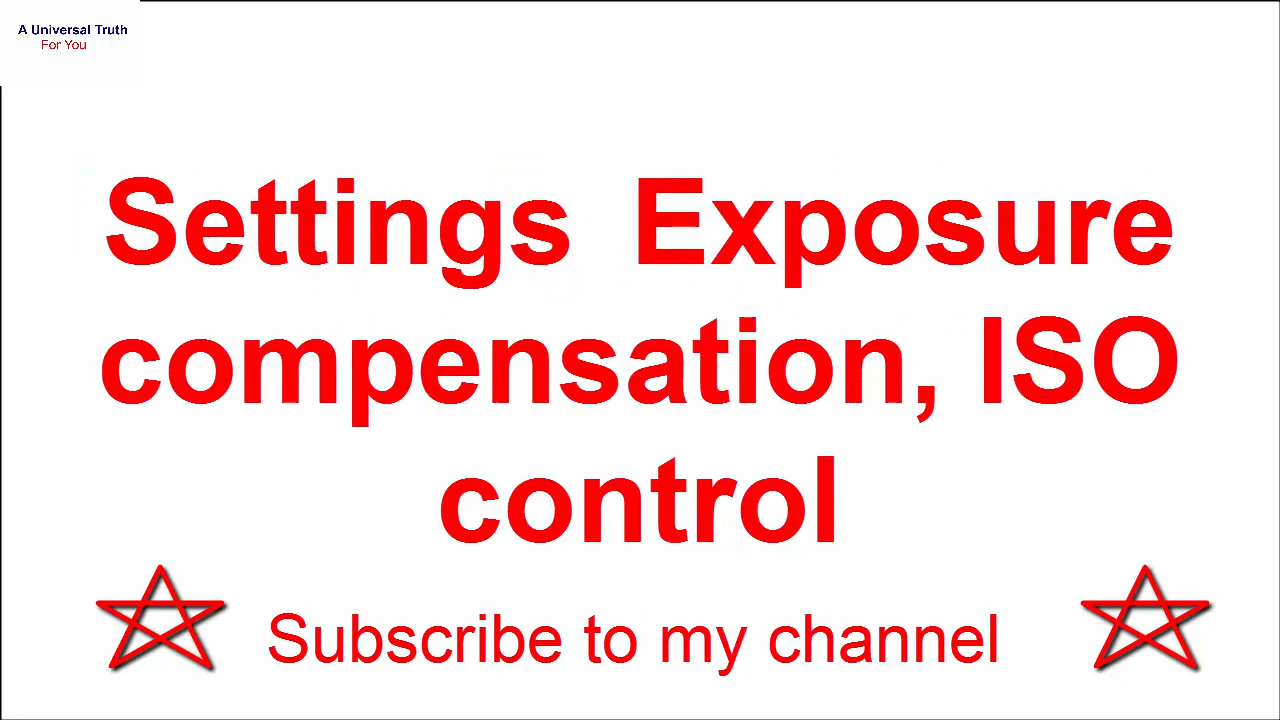 A Universal Truth
For You
Settings Exposure
compensation, ISO
control
Subscribe to my channel